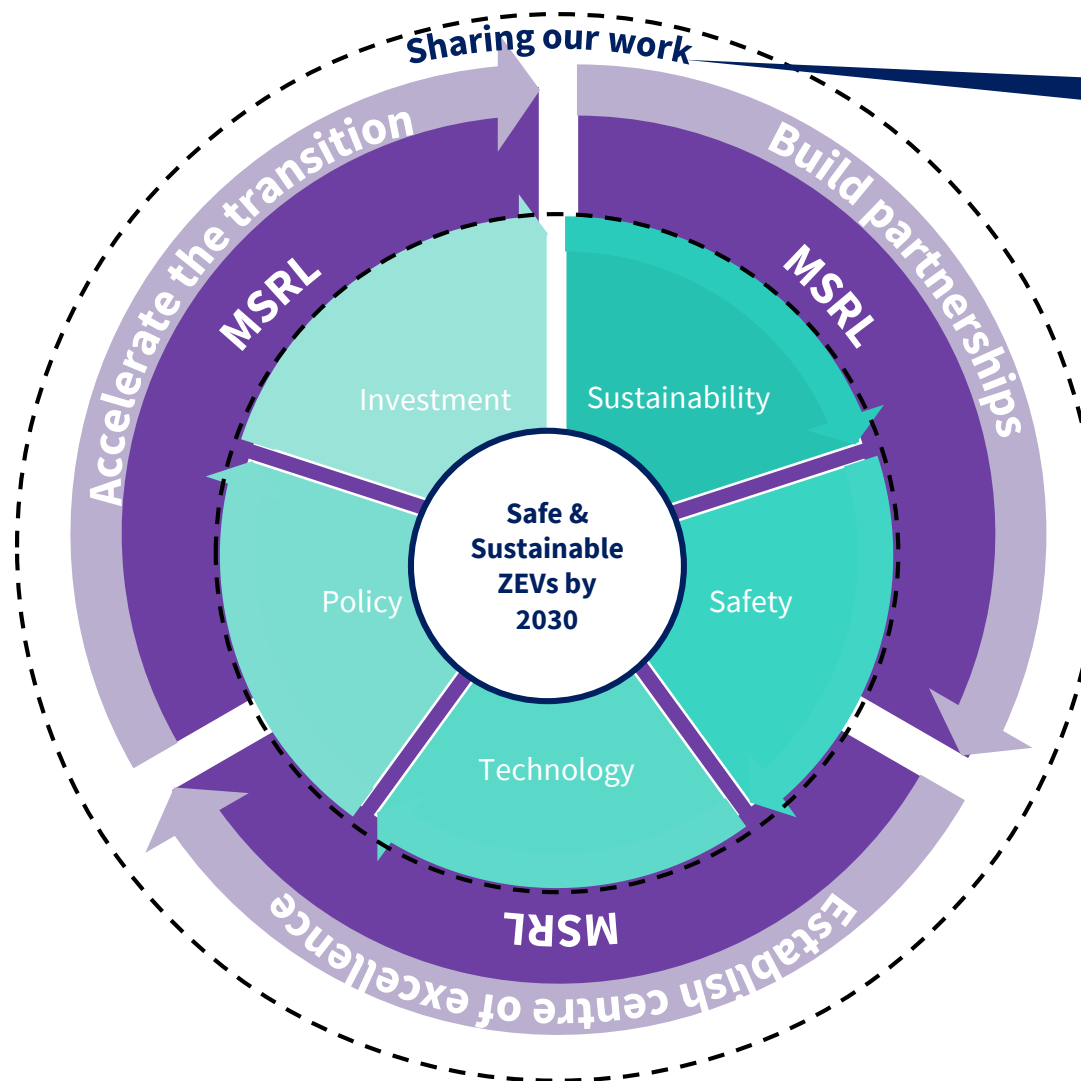 Sharing our work
Accelerate the transition
Build partnerships
MSRL
MSRL
Investment
Sustainability
Safe &
Sustainable
ZEVs by
2030
Policy
Safety
Technology
MSRL
Establish centre of excellence